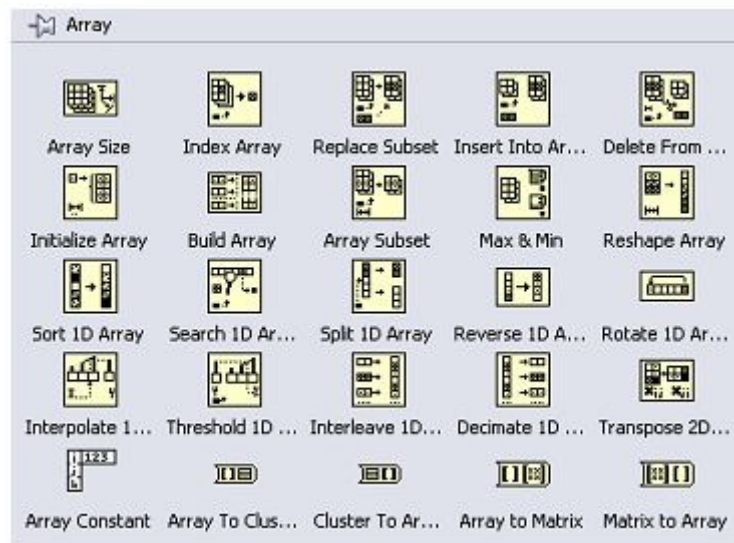 Array
Array Size Index Array Replace Subset Insert Into Ar... Delete From ...
Initialize Array Build Array Array Subset Max & Min Reshape Array
Sort 1D Array Search 1D Ar... Split 1D Array Reverse 1D A... Rotate 1D Ar...
Interpolate 1... Threshold 1D ... Interleave 1D... Decimate 1D ... Transpose 2D...
123
Array Constant Array To Clus... Cluster To Ar... Array to Matrix Matrix to Array